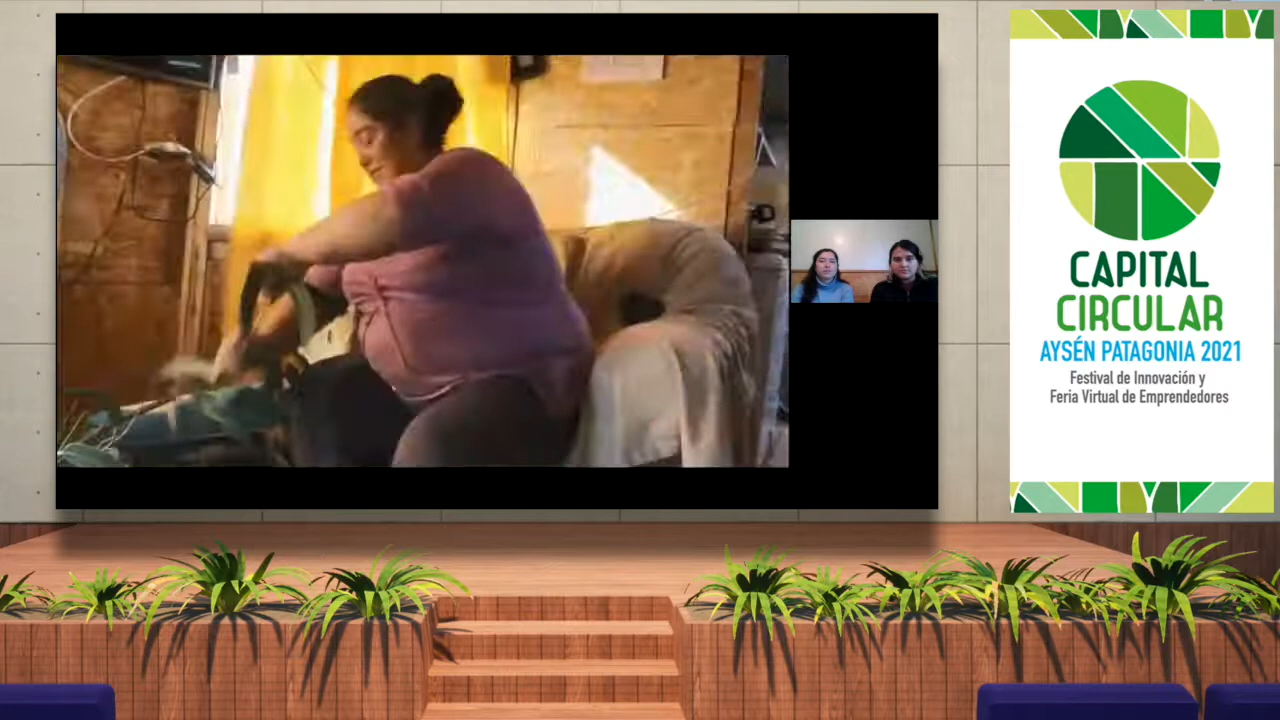 CAPITAL
CIRCULAR
AYSÉN PATAGONIA 2021
Festival de Innovación y
Feria Virtual de Emprendedores